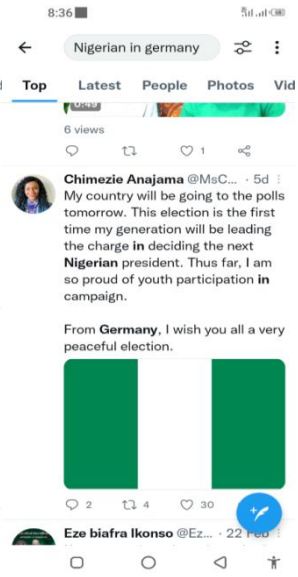 8:36
Nigerian in germany
Top Latest People Photos Vid
0:49
6 views
1
Chimezie Anajama @MsC... · 5d
My country will be going to the polls
tomorrow. This election is the first
time my generation will be leading
the charge in deciding the next
Nigerian president. Thus far, I am
so proud of youth participation in
campaign.
From Germany, I wish you all a very
peaceful election.
2 4 30
Eze biafra Ikonso @Ez... · 22 Feb